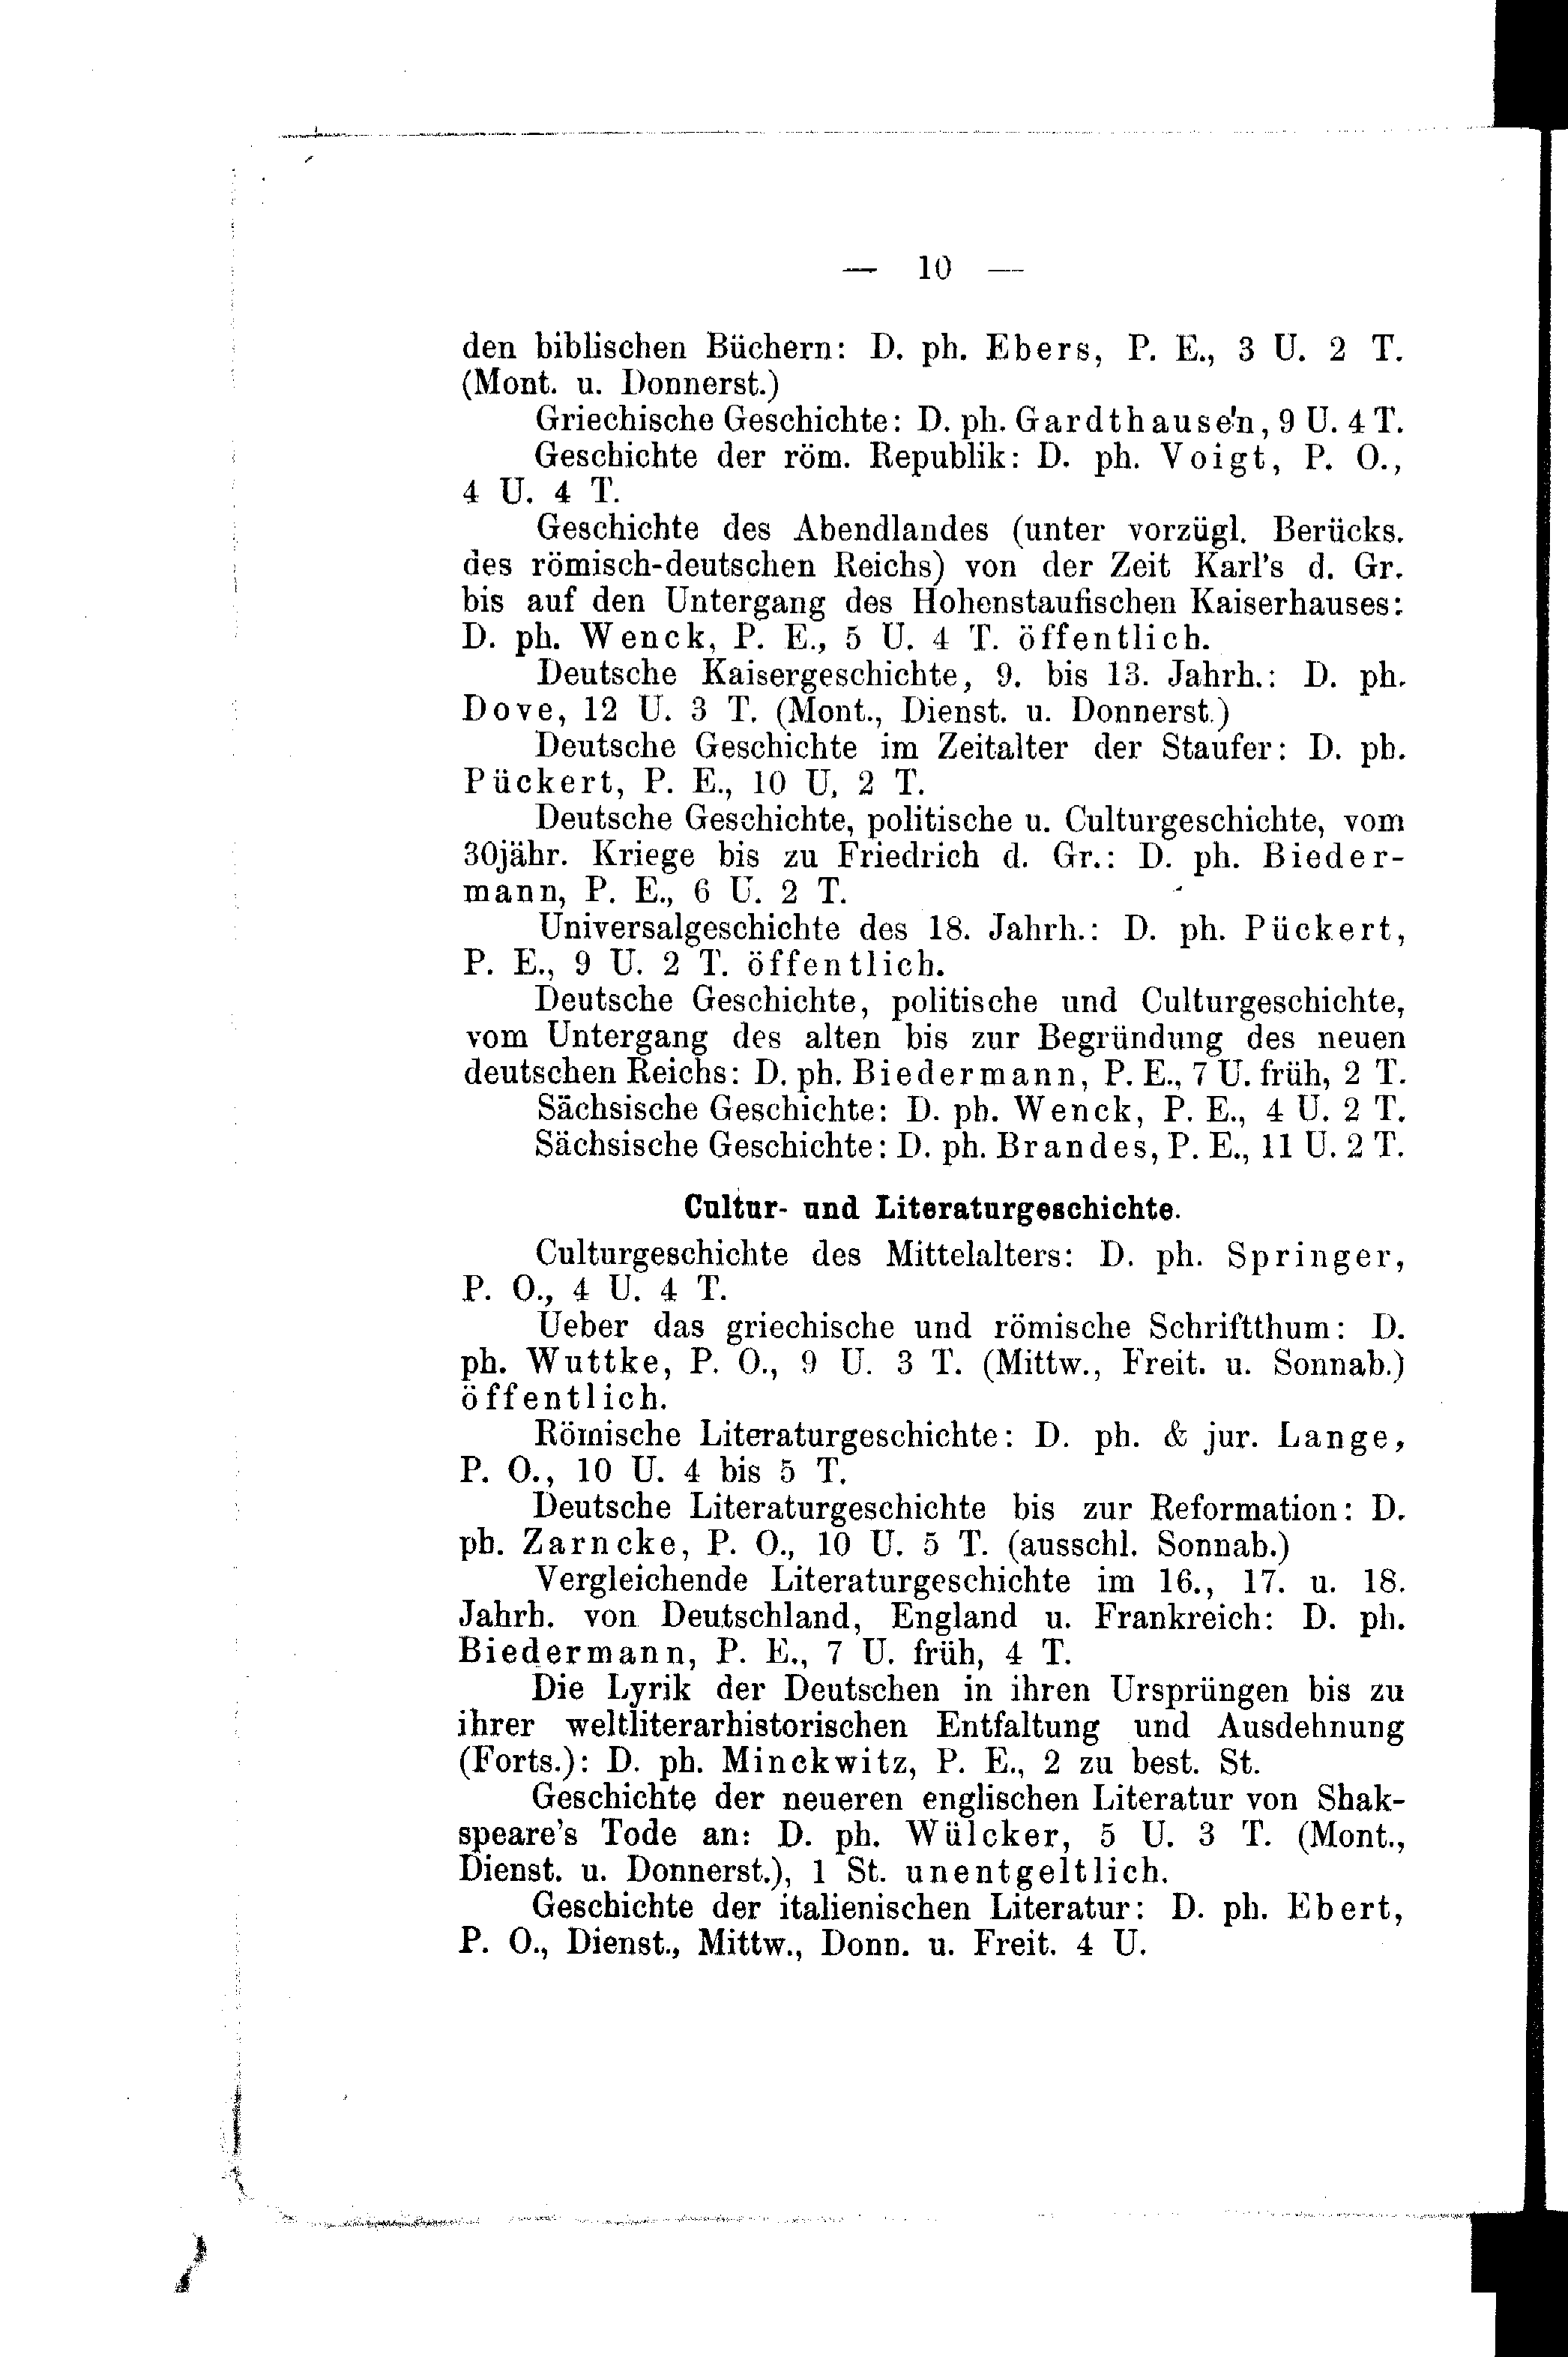 — 10 —
den biblischen Büchern: D. ph. Ebers, P. E., 3 U. 2 T.
(Mont. u. Donnerst.)
Griechische Geschichte: D. ph. Gardthausen, 9 U. 4 T.
Geschichte der röm. Republik: D. ph. Voigt, P. O.,
4 U. 4 T.
Geschichte des Abendlandes (unter vorzügl. Berücks.
des römisch-deutschen Reichs) von der Zeit Karl's d. Gr.
bis auf den Untergang des Hohenstaufischen Kaiserhauses:
D. ph. Wenck, P. E., 5 U. 4 T. öffentlich.
Deutsche Kaisergeschichte, 9. bis 13. Jahrh.: D. ph.
Dove, 12 U. 3 T. (Mont., Dienst. u. Donnerst.)
Deutsche Geschichte im Zeitalter der Staufer: D. ph.
Pückert, P. E., 10 U. 2 T.
Deutsche Geschichte, politische u. Culturgeschichte, vom
30jähr. Kriege bis zu Friedrich d. Gr.: D. ph. Bieder-
mann, P. E., 6 U. 2 T.
Universalgeschichte des 18. Jahrh.: D. ph. Pückert,
P. E., 9 U. 2 T. öffentlich.
Deutsche Geschichte, politische und Culturgeschichte,
vom Untergang des alten bis zur Begründung des neuen
deutschen Reichs: D. ph. Biedermann, P. E., 7 U. früh, 2 T.
Sächsische Geschichte: D. ph. Wenck, P. E., 4 U. 2 T.
Sächsische Geschichte: D. ph. Brandes, P. E., 11 U. 2 T.
Cultur- und Literaturgeschichte.
Culturgeschichte des Mittelalters: D. ph. Springer,
P. O., 4 U. 4 T.
Ueber das griechische und römische Schriftthum: D.
ph. Wuttke, P. O., 9 U. 3 T. (Mittw., Freit. u. Sonnab.)
öffentlich.
Römische Literaturgeschichte: D. ph. & jur. Lange,
P. O., 10 U. 4 bis 5 T.
Deutsche Literaturgeschichte bis zur Reformation: D.
ph. Zarncke, P. O., 10 U. 5 T. (ausschl. Sonnab.)
Vergleichende Literaturgeschichte im 16., 17. u. 18.
Jahrh. von Deutschland, England u. Frankreich: D. ph.
Biedermann, P. E., 7 U. früh, 4 T.
Die Lyrik der Deutschen in ihren Ursprüngen bis zu
ihrer weltliterarhistorischen Entfaltung und Ausdehnung
(Forts.): D. ph. Minckwitz, P. E., 2 zu best. St.
Geschichte der neueren englischen Literatur von Shak-
speare's Tode an: D. ph. Wülcker, 5 U. 3 T. (Mont.,
Dienst. u. Donnerst.), 1 St. unentgeltlich.
Geschichte der italienischen Literatur: D. ph. Ebert,
P. O., Dienst., Mittw., Donn. u. Freit. 4 U.